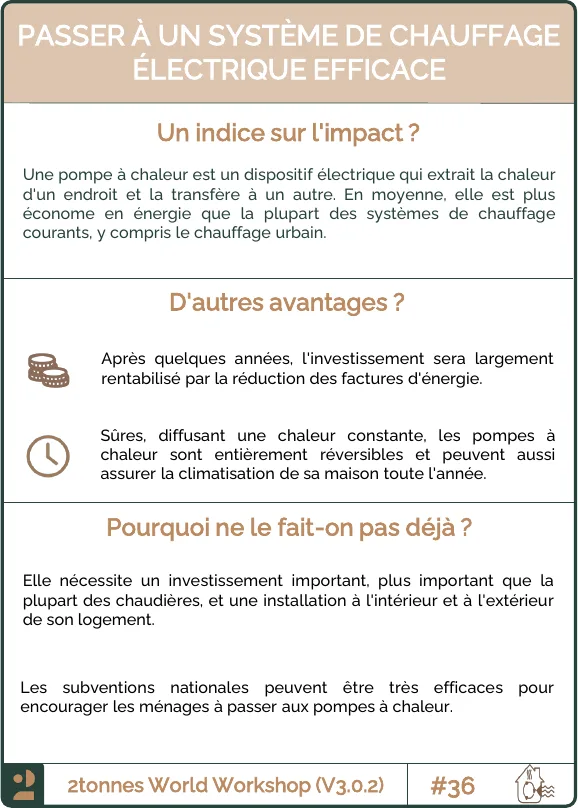 PASSER À UN SYSTÈME DE CHAUFFAGE
ÉLECTRIQUE EFFICACE
Un indice sur l'impact ?
Une pompe à chaleur est un dispositif électrique qui extrait la chaleur
d'un endroit et la transfère à un autre. En moyenne, elle est plus
économe en énergie que la plupart des systèmes de chauffage
courants, y compris le chauffage urbain.
D'autres avantages ?
Après quelques années, l'investissement sera largement
rentabilisé par la réduction des factures d'énergie.
Sûres, diffusant une chaleur constante, les pompes à
chaleur sont entièrement réversibles et peuvent aussi
assurer la climatisation de sa maison toute l'année.
Pourquoi ne le fait-on pas déjà ?
Elle nécessite un investissement important, plus important que la
plupart des chaudières, et une installation à l'intérieur et à l'extérieur
de son logement.
Les subventions nationales peuvent être très efficaces pour
encourager les ménages à passer aux pompes à chaleur.
2tonnes World Workshop (V3.0.2)
#36